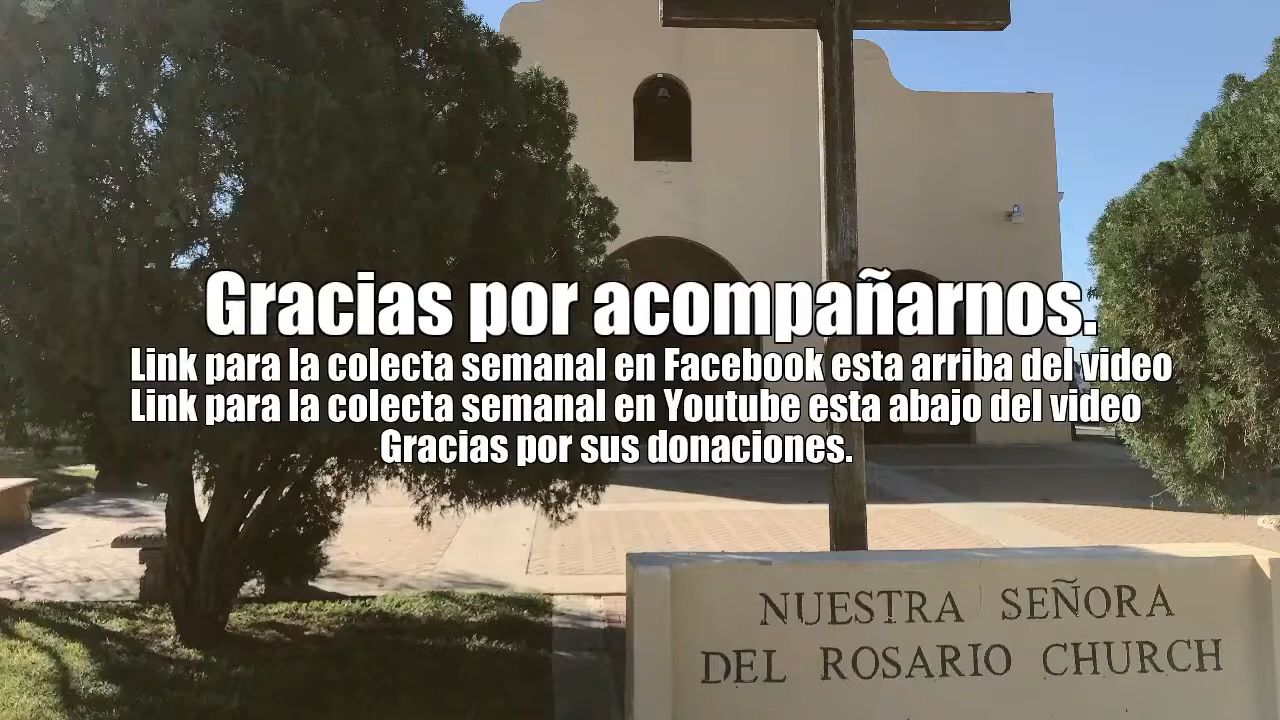 Gracias por acompañarnos.
Link para la colecta semanal en Facebook esta arriba del video
Link para la colecta semanal en Youtube esta abajo del video
Gracias por sus donaciones.
NUESTRA SEÑORA
DEL ROSARIO CHURCH